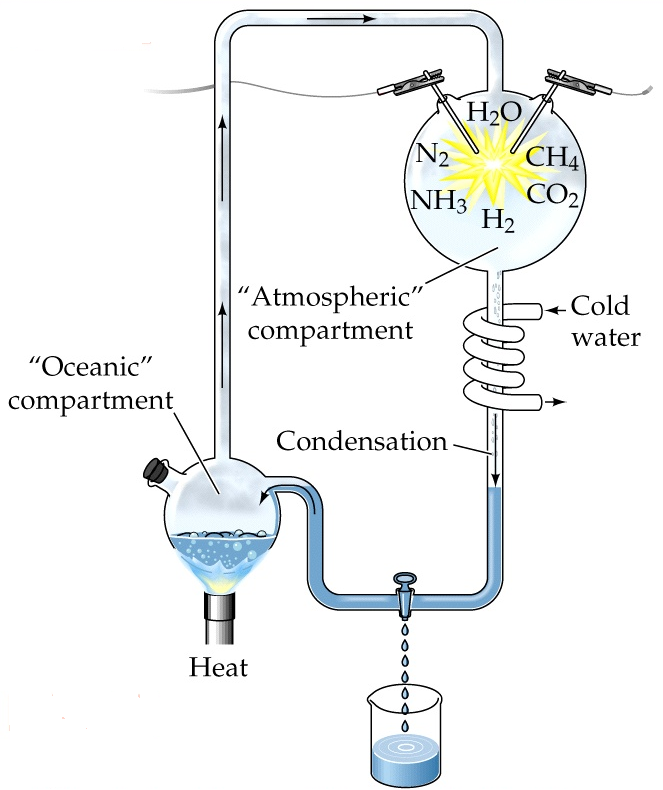 H₂O
N₂
CH₄
NH₃
CO₂
H₂
“Atmospheric”
compartment
Cold
water
“Oceanic”
compartment
Condensation
Heat